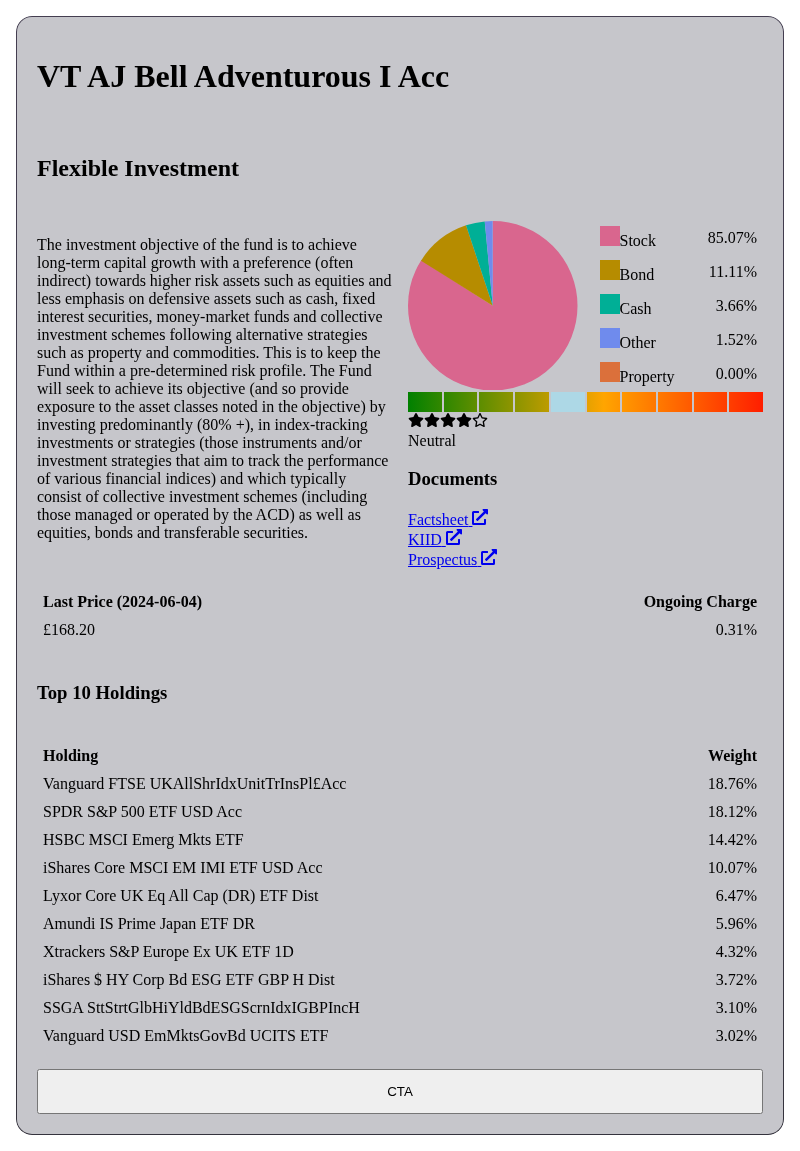 VT AJ Bell Adventurous I Acc
Flexible Investment
The investment objective of the fund is to achieve
long-term capital growth with a preference (often
indirect) towards higher risk assets such as equities and
less emphasis on defensive assets such as cash, fixed
interest securities, money-market funds and collective
investment schemes following alternative strategies
such as property and commodities. This is to keep the
Fund within a pre-determined risk profile. The Fund
will seek to achieve its objective (and so provide
exposure to the asset classes noted in the objective) by
investing predominantly (80% +), in index-tracking
investments or strategies (those instruments and/or
investment strategies that aim to track the performance
of various financial indices) and which typically
consist of collective investment schemes (including
those managed or operated by the ACD) as well as
equities, bonds and transferable securities.
Stock 85.07%
Bond 11.11%
Cash 3.66%
Other 1.52%
Property 0.00%
Neutral
Documents
Factsheet
KIID
Prospectus
Last Price (2024-06-04) Ongoing Charge
£168.20 0.31%
Top 10 Holdings
Holding Weight
Vanguard FTSE UKAllShrIdxUnitTrInsPl£Acc 18.76%
SPDR S&P 500 ETF USD Acc 18.12%
HSBC MSCI Emerg Mkts ETF 14.42%
iShares Core MSCI EM IMI ETF USD Acc 10.07%
Lyxor Core UK Eq All Cap (DR) ETF Dist 6.47%
Amundi IS Prime Japan ETF DR 5.96%
Xtrackers S&P Europe Ex UK ETF 1D 4.32%
iShares $ HY Corp Bd ESG ETF GBP H Dist 3.72%
SSGA SttStrtGlbHiYldBdESGScrnIdxIGBPIncH 3.10%
Vanguard USD EmMktsGovBd UCITS ETF 3.02%
CTA